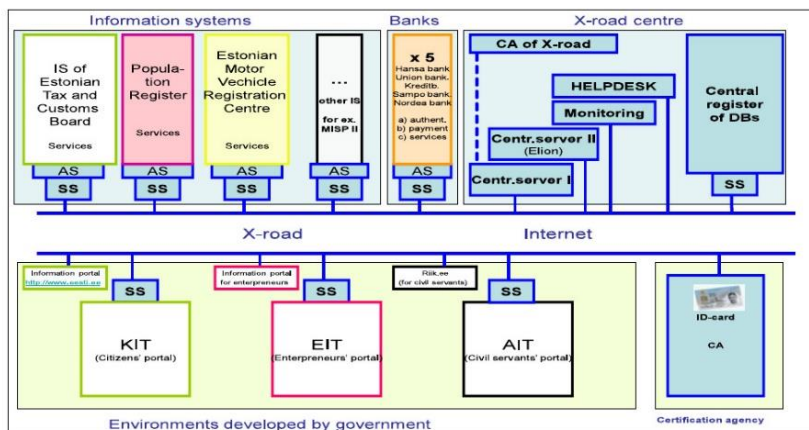 Information systems
Banks
X-road centre
IS of
Estonian
Tax and
Customs
Board
Services
Popula-
tion
Register
Services
Estonian
Motor
Vechicle
Registration
Centre
Services
...
other IS
for ex.
MISP II
x 5
Hansa bank
Union bank,
Kreditb.
Sampo bank,
Nordea bank
a) authent.
b) payment
c) services
CA of X-road
HELPDESK
Monitoring
Centr.server II
(Elion)
Centr.server I
Central
register
of DBs
AS
AS
AS
AS
AS
SS
SS
SS
SS
SS
SS
X-road
Internet
Information portal
http://www.eesti.ee
Information portal
for enterpreneurs
Riik.ee
(for civil servants)
SS
SS
SS
KIT
(Citizens' portal)
EIT
(Enterpreneurs' portal)
AIT
(Civil servants' portal)
ID-card
CA
Environments developed by government
Certification agency